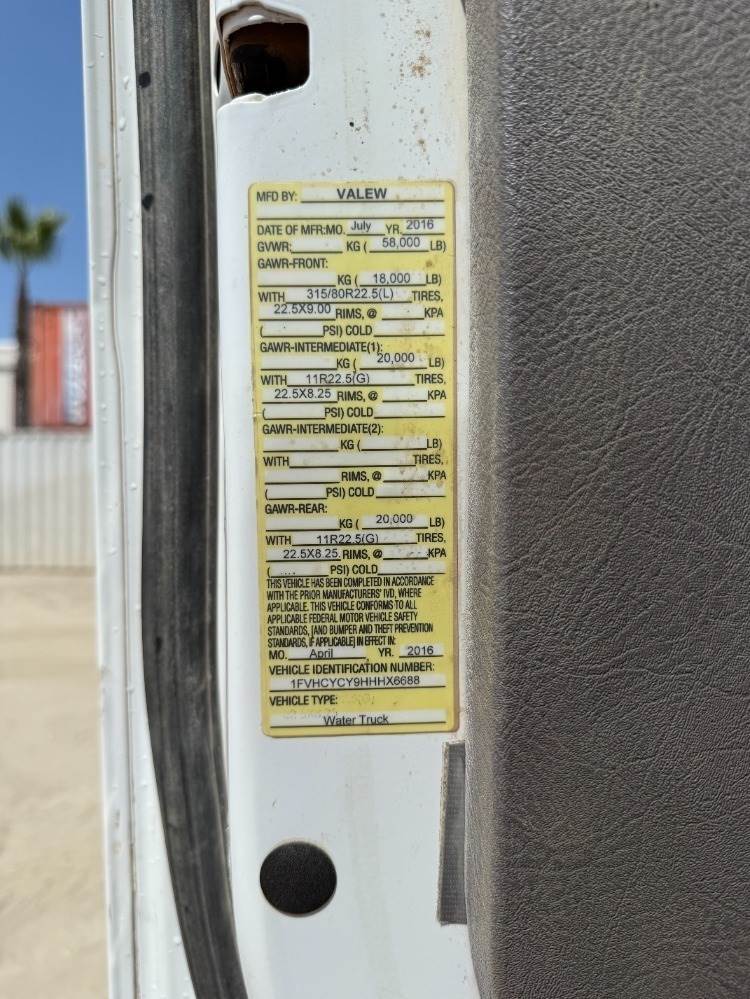 MFD BY: VALEW
DATE OF MFR:MO. July YR. 2016
GVWR: KG ( 58,000 LB)
GAWR-FRONT:
KG ( 18,000 LB)
WITH 315/80R22.5(L) TIRES,
22.5X9.00 RIMS, @ KPA
( PSI) COLD
GAWR-INTERMEDIATE(1):
KG ( 20,000 LB)
WITH 11R22.5(G) TIRES,
22.5X8.25 RIMS, @ KPA
( PSI) COLD
GAWR-INTERMEDIATE(2):
KG ( LB)
WITH TIRES,
RIMS, @ KPA
( PSI) COLD
GAWR-REAR:
KG ( 20,000 LB)
WITH 11R22.5(G) TIRES,
22.5X8.25 RIMS, @ KPA
( PSI) COLD
THIS VEHICLE HAS BEEN COMPLETED IN ACCORDANCE
WITH THE PRIOR MANUFACTURERS' IVD, WHERE
APPLICABLE. THIS VEHICLE CONFORMS TO ALL
APPLICABLE FEDERAL MOTOR VEHICLE SAFETY
STANDARDS, [AND BUMPER AND THEFT PREVENTION
STANDARDS, IF APPLICABLE] IN EFFECT IN:
MO. April YR. 2016
VEHICLE IDENTIFICATION NUMBER:
1FVHCYCY9HHHX6688
VEHICLE TYPE:
Water Truck